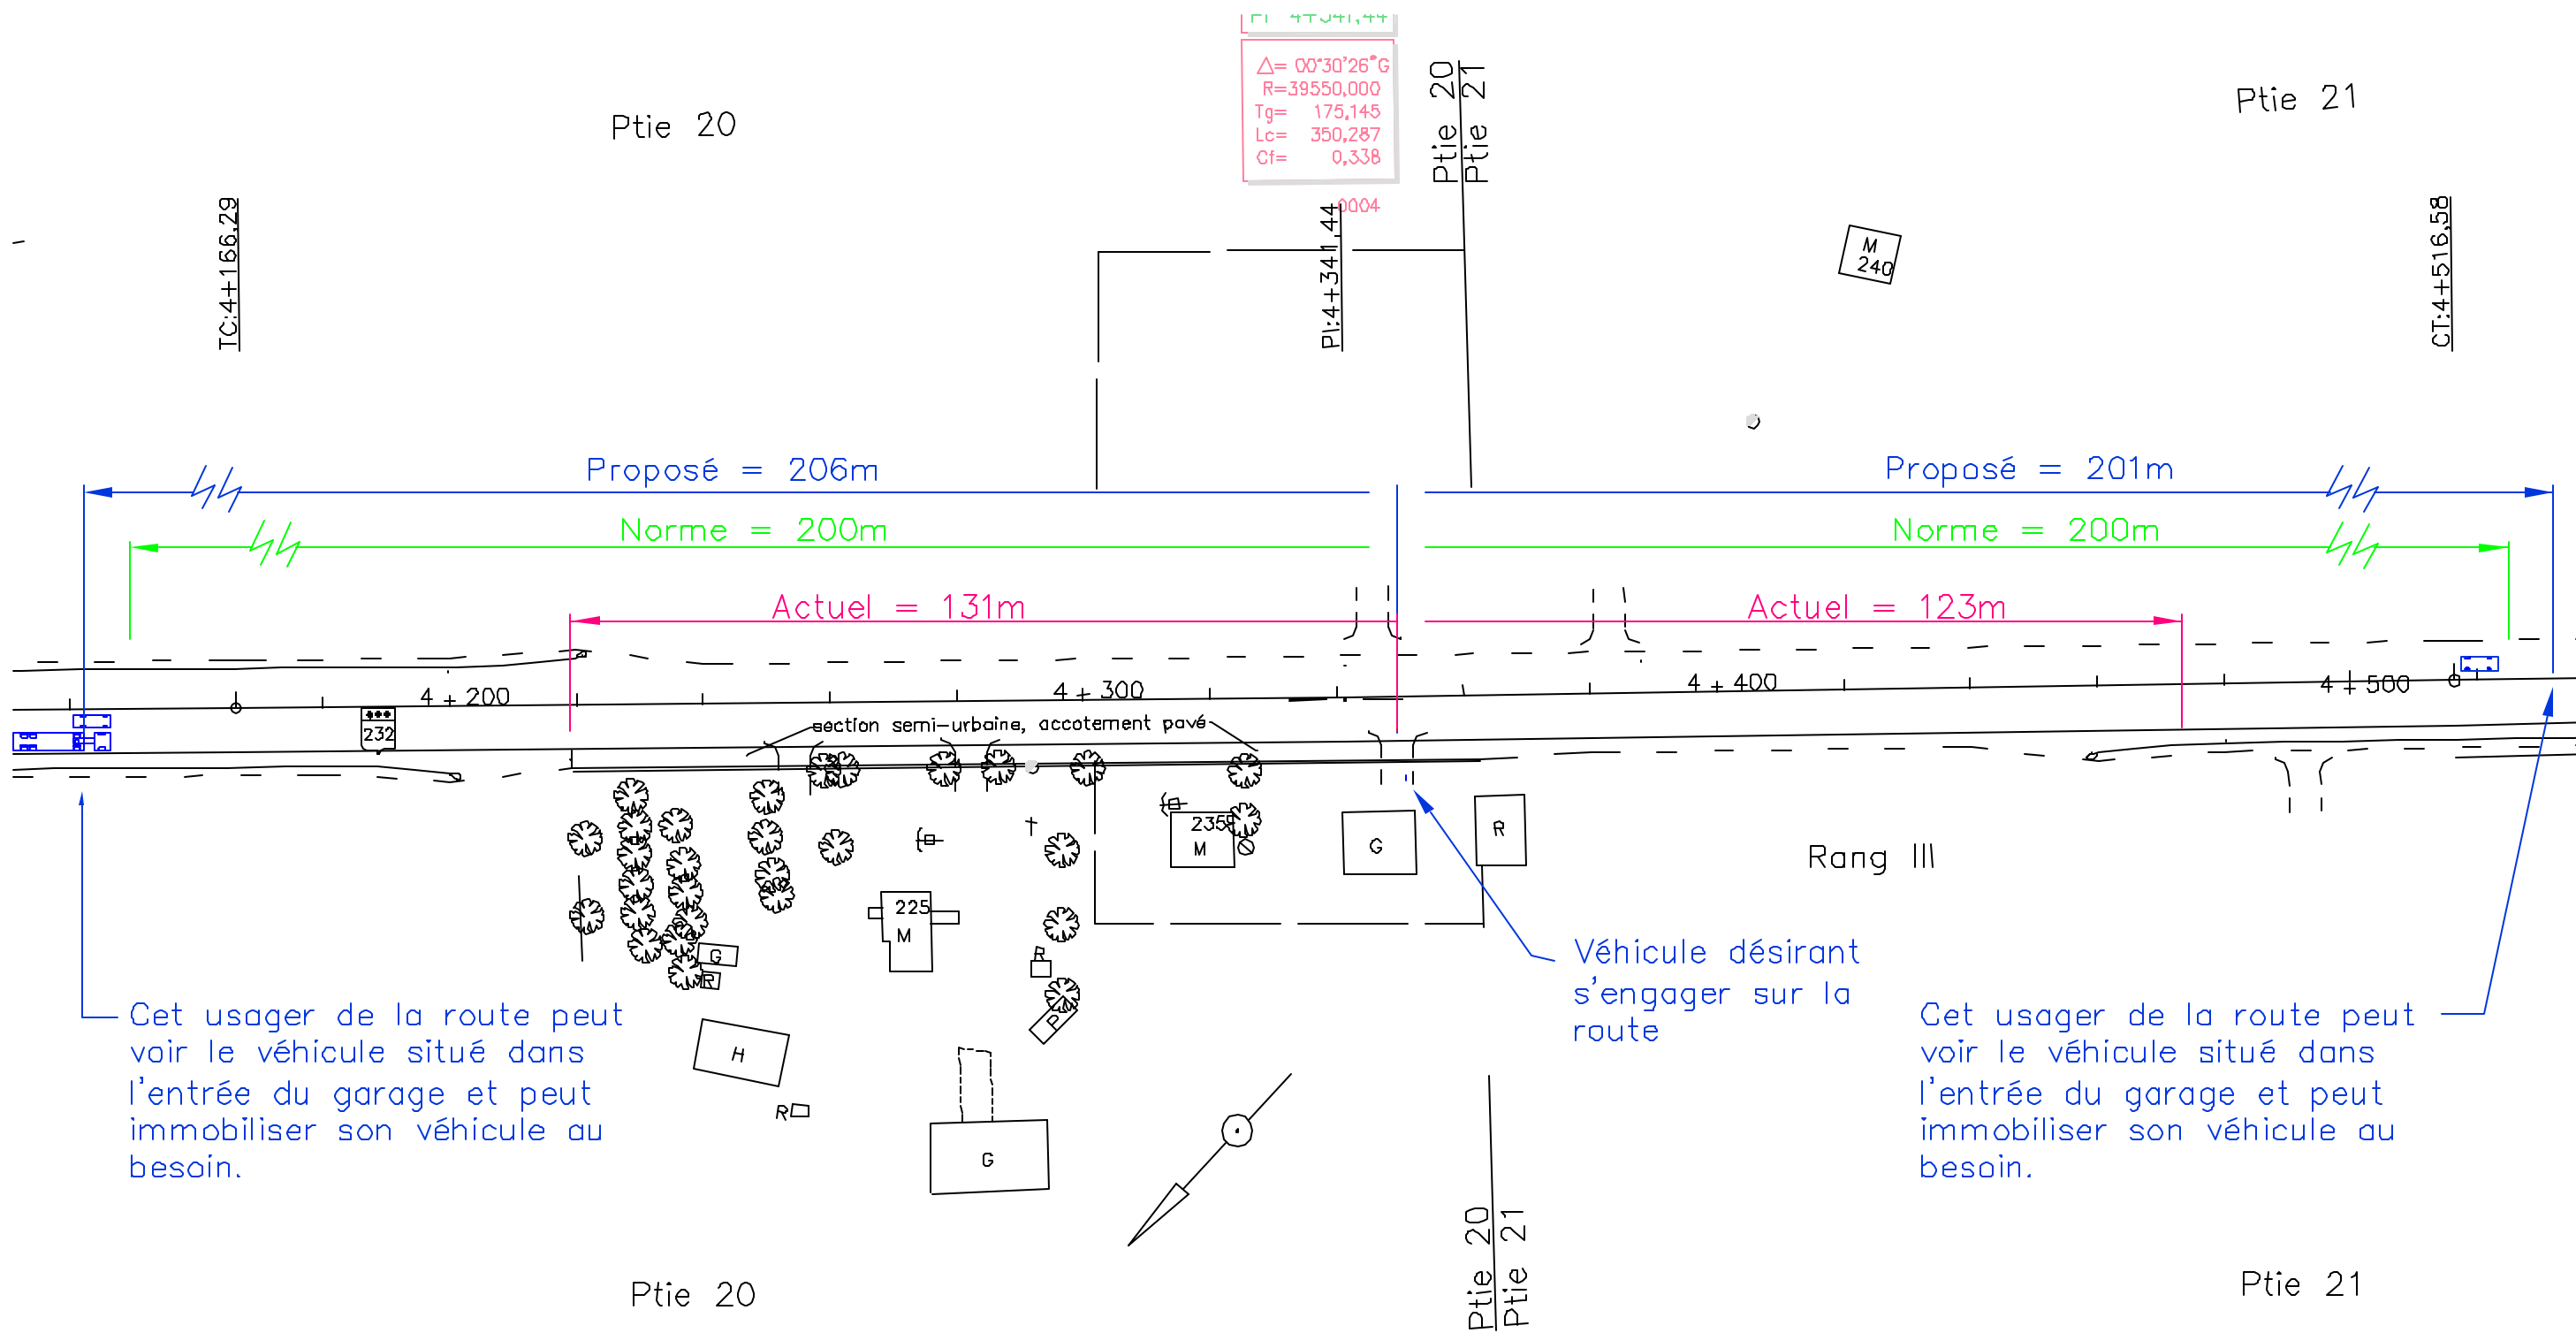 PI 4+341,44
△= 00°30'26"G
R=39550,000
Tg= 175,145
Lc= 350,287
Cf= 0,338
0004
Ptie 20
Ptie 21
Ptie 20
Ptie 21
TC:4+166,29
PI:4+341,44
CT:4+516,58
M
240
Proposé = 206m
Proposé = 201m
Norme = 200m
Norme = 200m
Actuel = 131m
Actuel = 123m
4 + 200
4 + 300
4 + 400
4 + 500
232
section semi-urbaine, accotement pavé
235
M
G
R
Rang III
225
M
G
R
R
P
H
R
G
Véhicule désirant
s'engager sur la
route
Cet usager de la route peut
voir le véhicule situé dans
l'entrée du garage et peut
immobiliser son véhicule au
besoin.
Cet usager de la route peut
voir le véhicule situé dans
l'entrée du garage et peut
immobiliser son véhicule au
besoin.
Ptie 20
Ptie 21
Ptie 20
Ptie 21